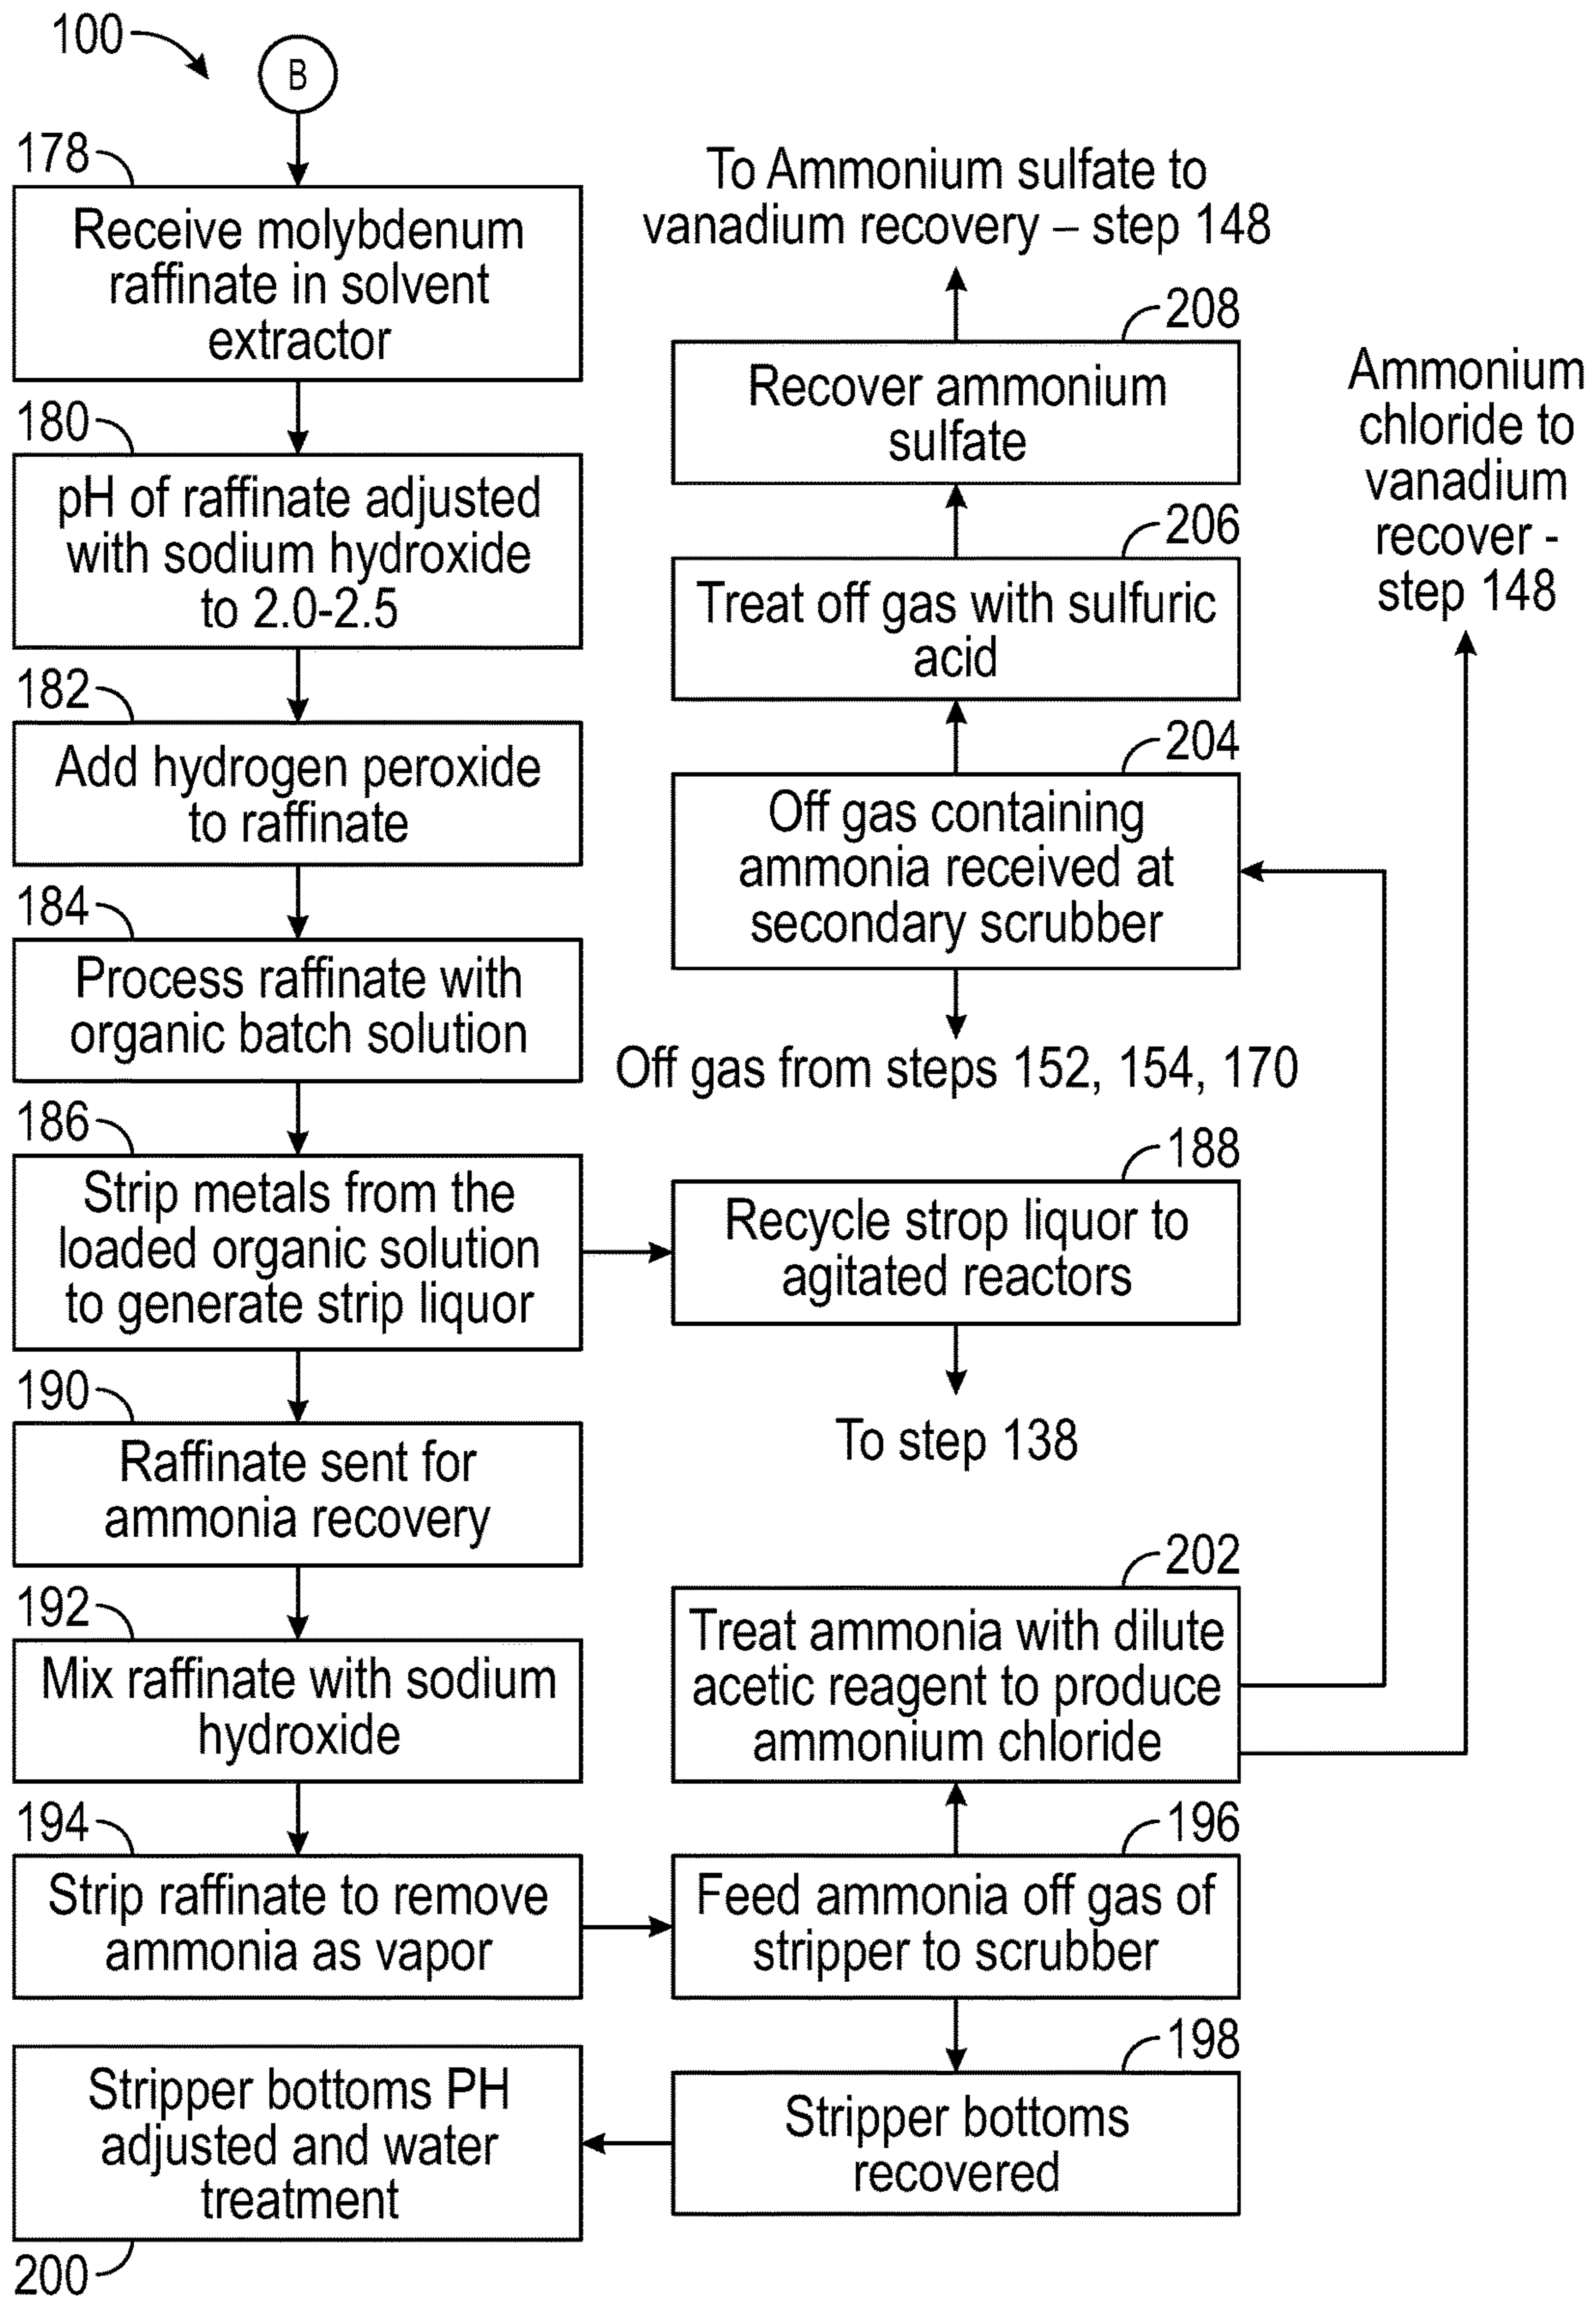 100
B
178
Receive molybdenum
raffinate in solvent
extractor
180
pH of raffinate adjusted
with sodium hydroxide
to 2.0-2.5
182
Add hydrogen peroxide
to raffinate
184
Process raffinate with
organic batch solution
186
Strip metals from the
loaded organic solution
to generate strip liquor
190
Raffinate sent for
ammonia recovery
192
Mix raffinate with sodium
hydroxide
194
Strip raffinate to remove
ammonia as vapor
Stripper bottoms PH
adjusted and water
treatment
200
To Ammonium sulfate to
vanadium recovery – step 148
208
Recover ammonium
sulfate
206
Treat off gas with sulfuric
acid
204
Off gas containing
ammonia received at
secondary scrubber
Off gas from steps 152, 154, 170
188
Recycle strop liquor to
agitated reactors
To step 138
202
Treat ammonia with dilute
acetic reagent to produce
ammonium chloride
196
Feed ammonia off gas of
stripper to scrubber
198
Stripper bottoms
recovered
Ammonium
chloride to
vanadium
recover -
step 148